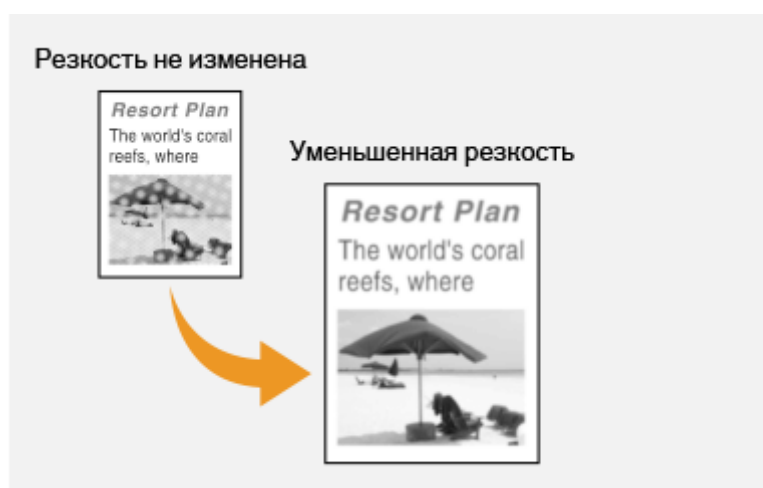 Резкость не изменена
Resort Plan
The world's coral
reefs, where
Уменьшенная резкость
Resort Plan
The world's coral
reefs, where